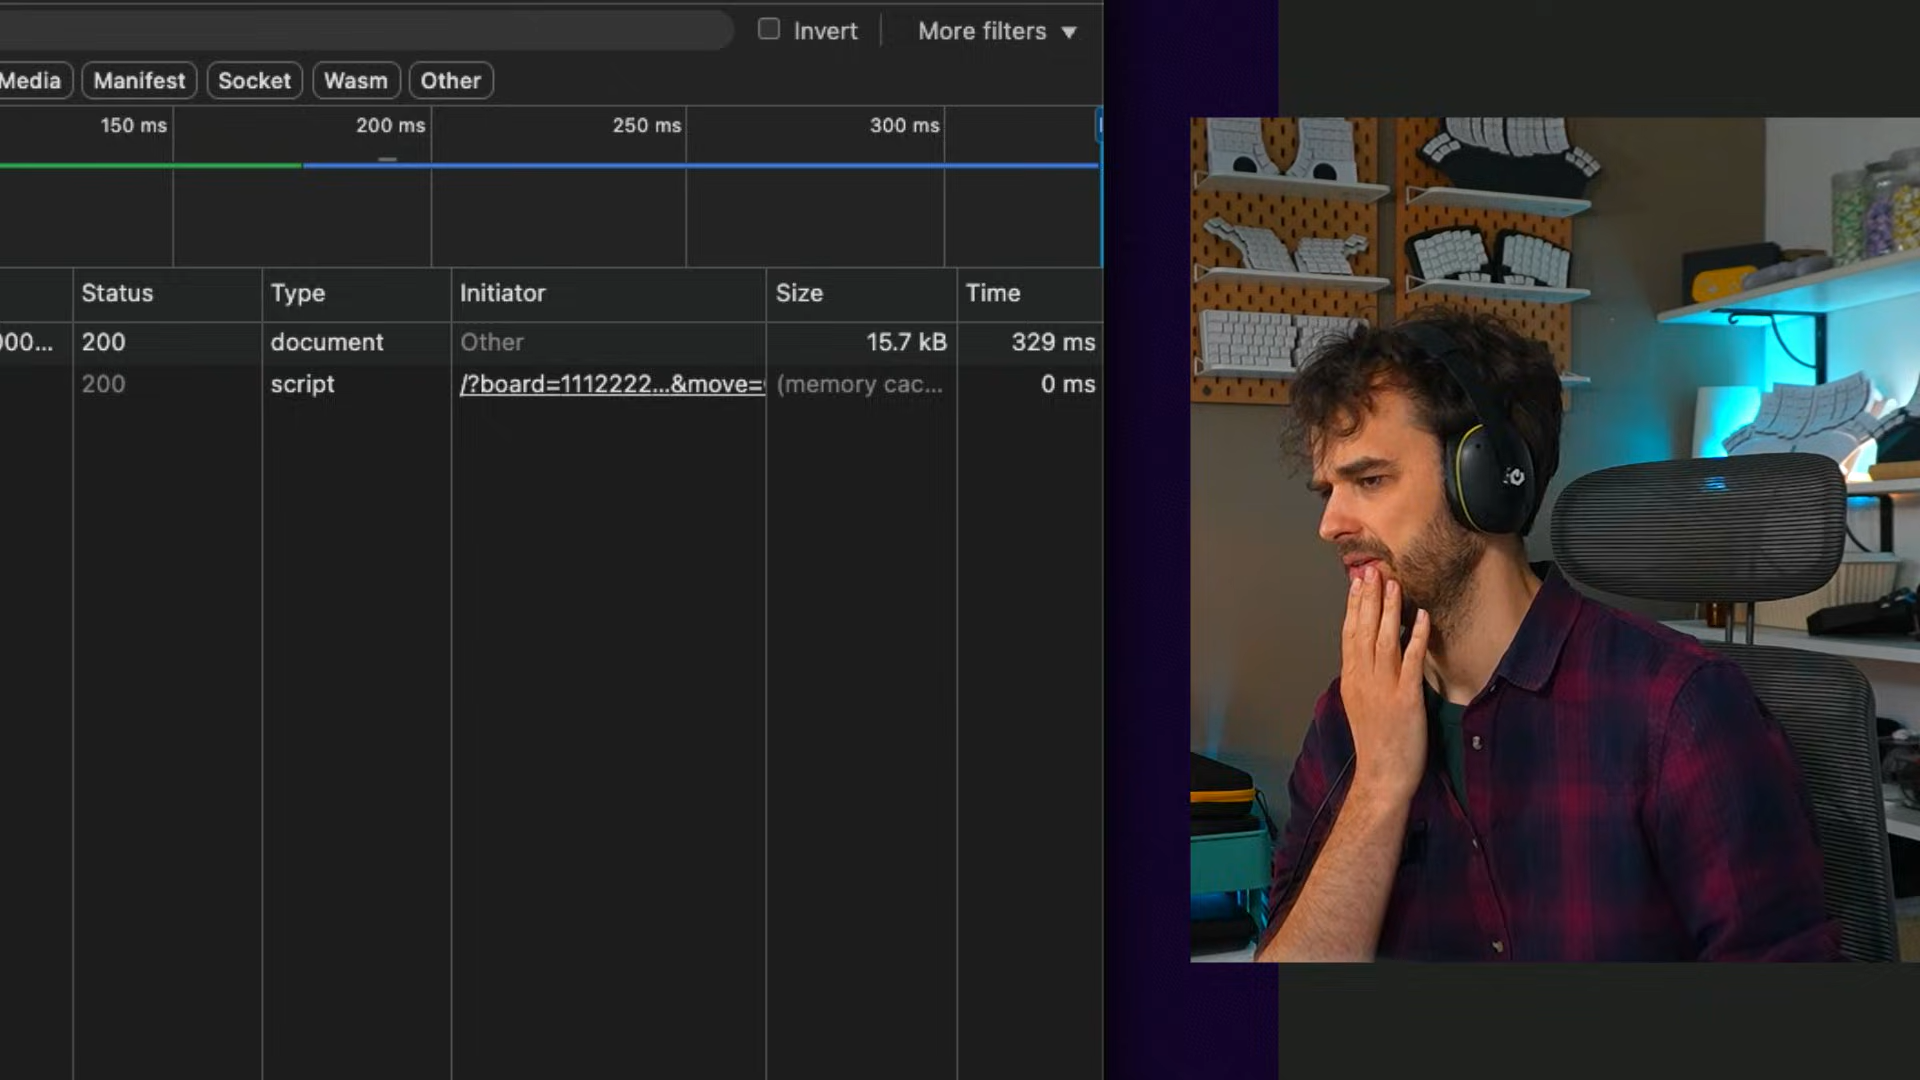 Invert More filters ▼
Media Manifest Socket Wasm Other
150 ms 200 ms 250 ms 300 ms
Status Type Initiator Size Time
00... 200 document Other 15.7 kB 329 ms
200 script /?board=1112222...&move= (memory cac... 0 ms